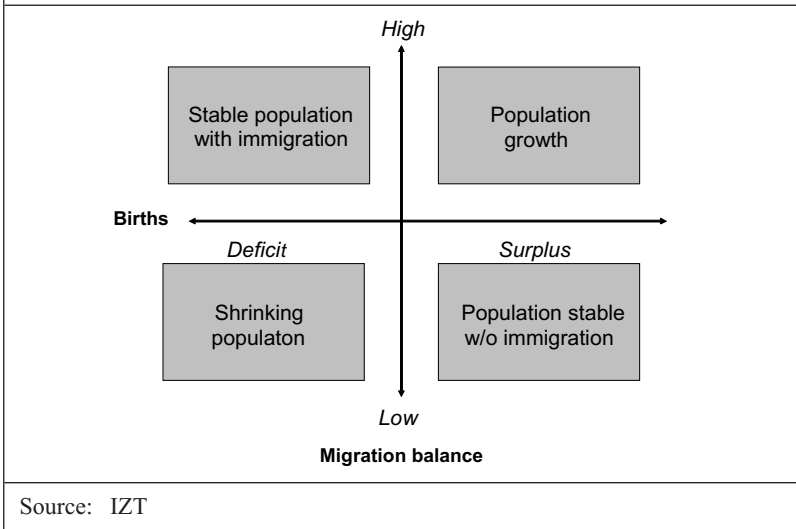 High
Stable population
with immigration
Population
growth
Births
Deficit
Surplus
Shrinking
populaton
Population stable
w/o immigration
Low
Migration balance
Source: IZT